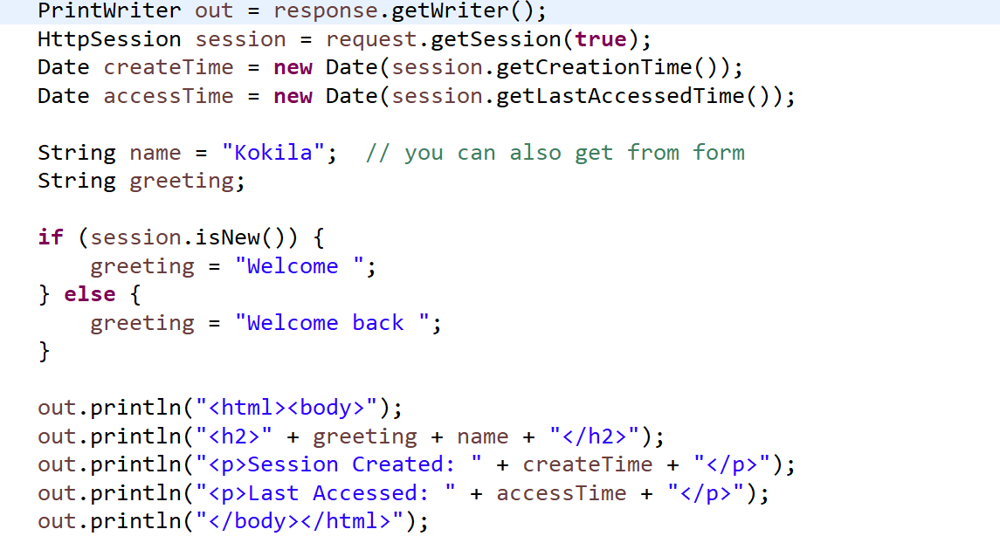 PrintWriter out = response.getWriter();
HttpSession session = request.getSession(true);
Date createTime = new Date(session.getCreationTime());
Date accessTime = new Date(session.getLastAccessedTime());
String name = "Kokila";  // you can also get from form
String greeting;
if (session.isNew()) {
    greeting = "Welcome ";
} else {
    greeting = "Welcome back ";
}
out.println("<html><body>");
out.println("<h2>" + greeting + name + "</h2>");
out.println("<p>Session Created: " + createTime + "</p>");
out.println("<p>Last Accessed: " + accessTime + "</p>");
out.println("</body></html>");